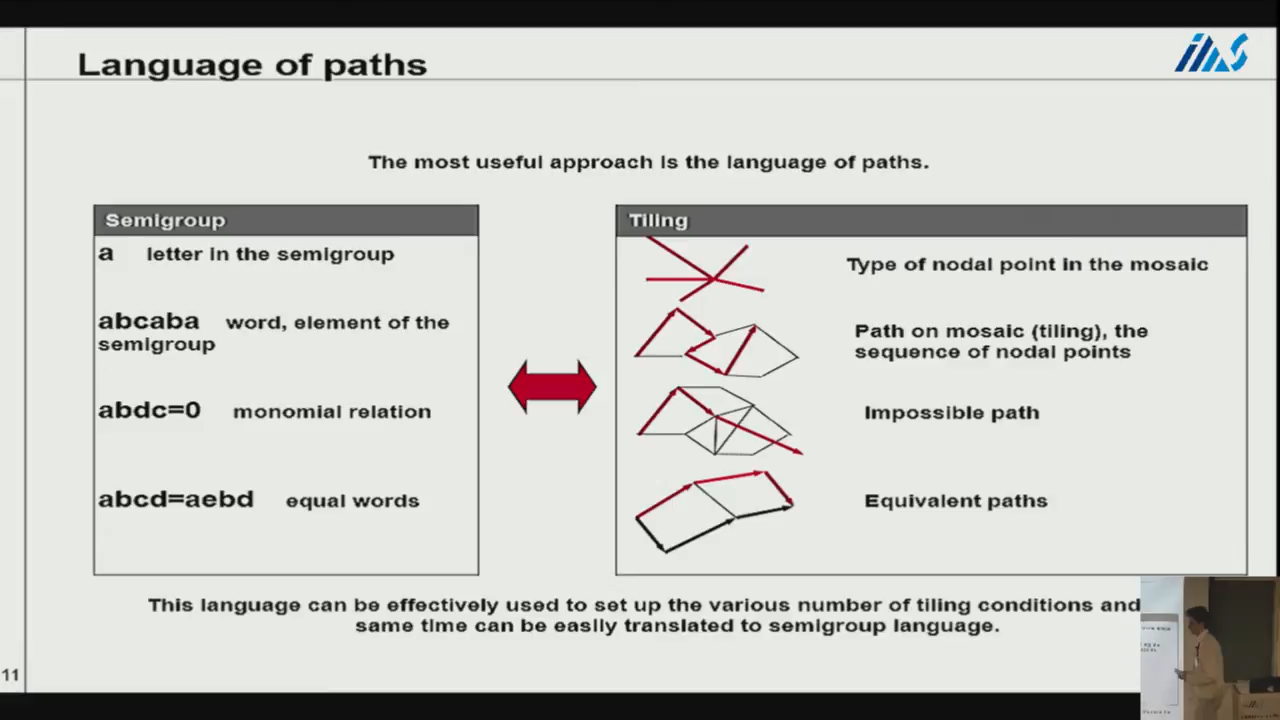 Language of paths
IMS
The most useful approach is the language of paths.
Semigroup
a letter in the semigroup
abcaba word, element of the
semigroup
abdc=0 monomial relation
abcd=aebd equal words
Tiling
Type of nodal point in the mosaic
Path on mosaic (tiling), the
sequence of nodal points
Impossible path
Equivalent paths
This language can be effectively used to set up the various number of tiling conditions and
same time can be easily translated to semigroup language.
11